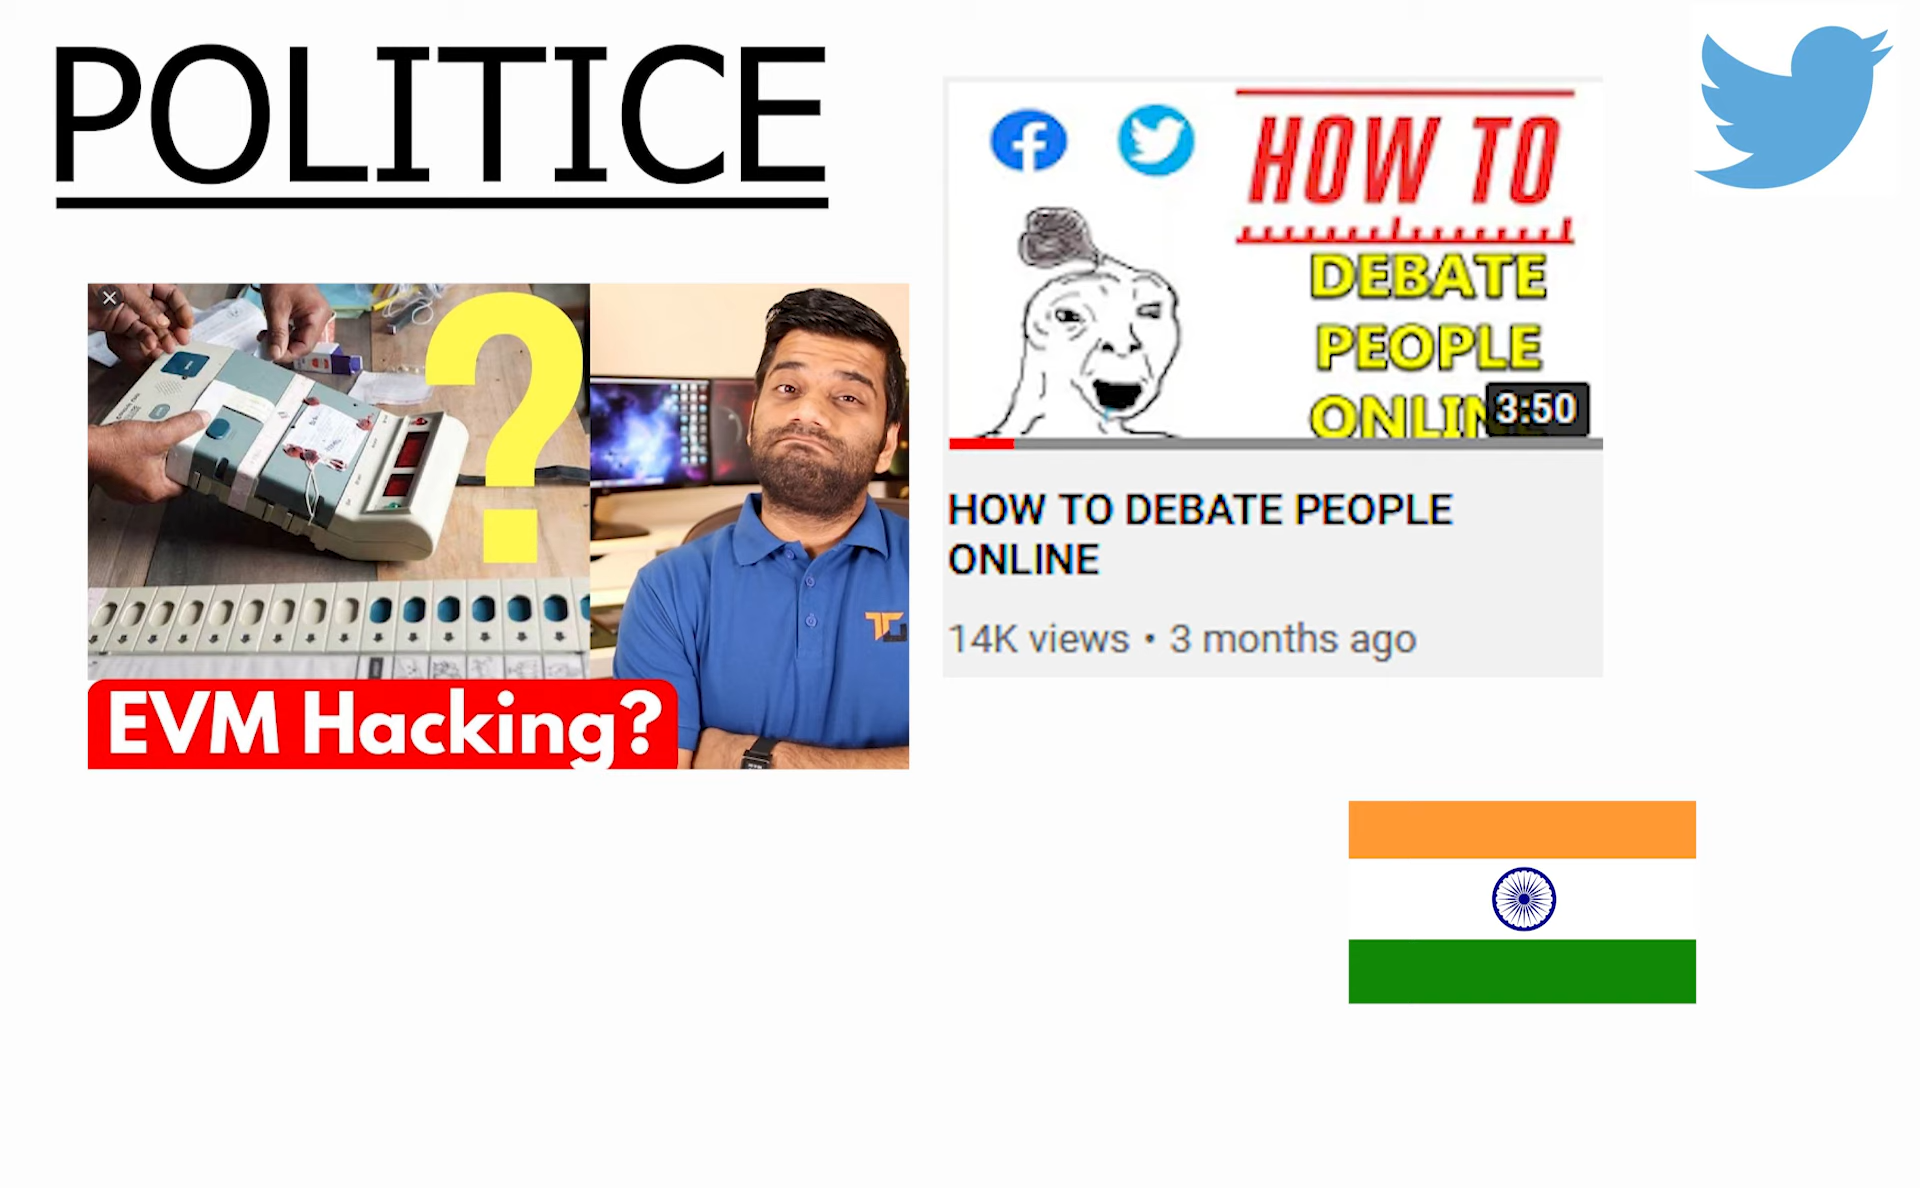 POLITICE
HOW TO
DEBATE
PEOPLE
3:50
HOW TO DEBATE PEOPLE
ONLINE
14K views • 3 months ago
EVM Hacking?